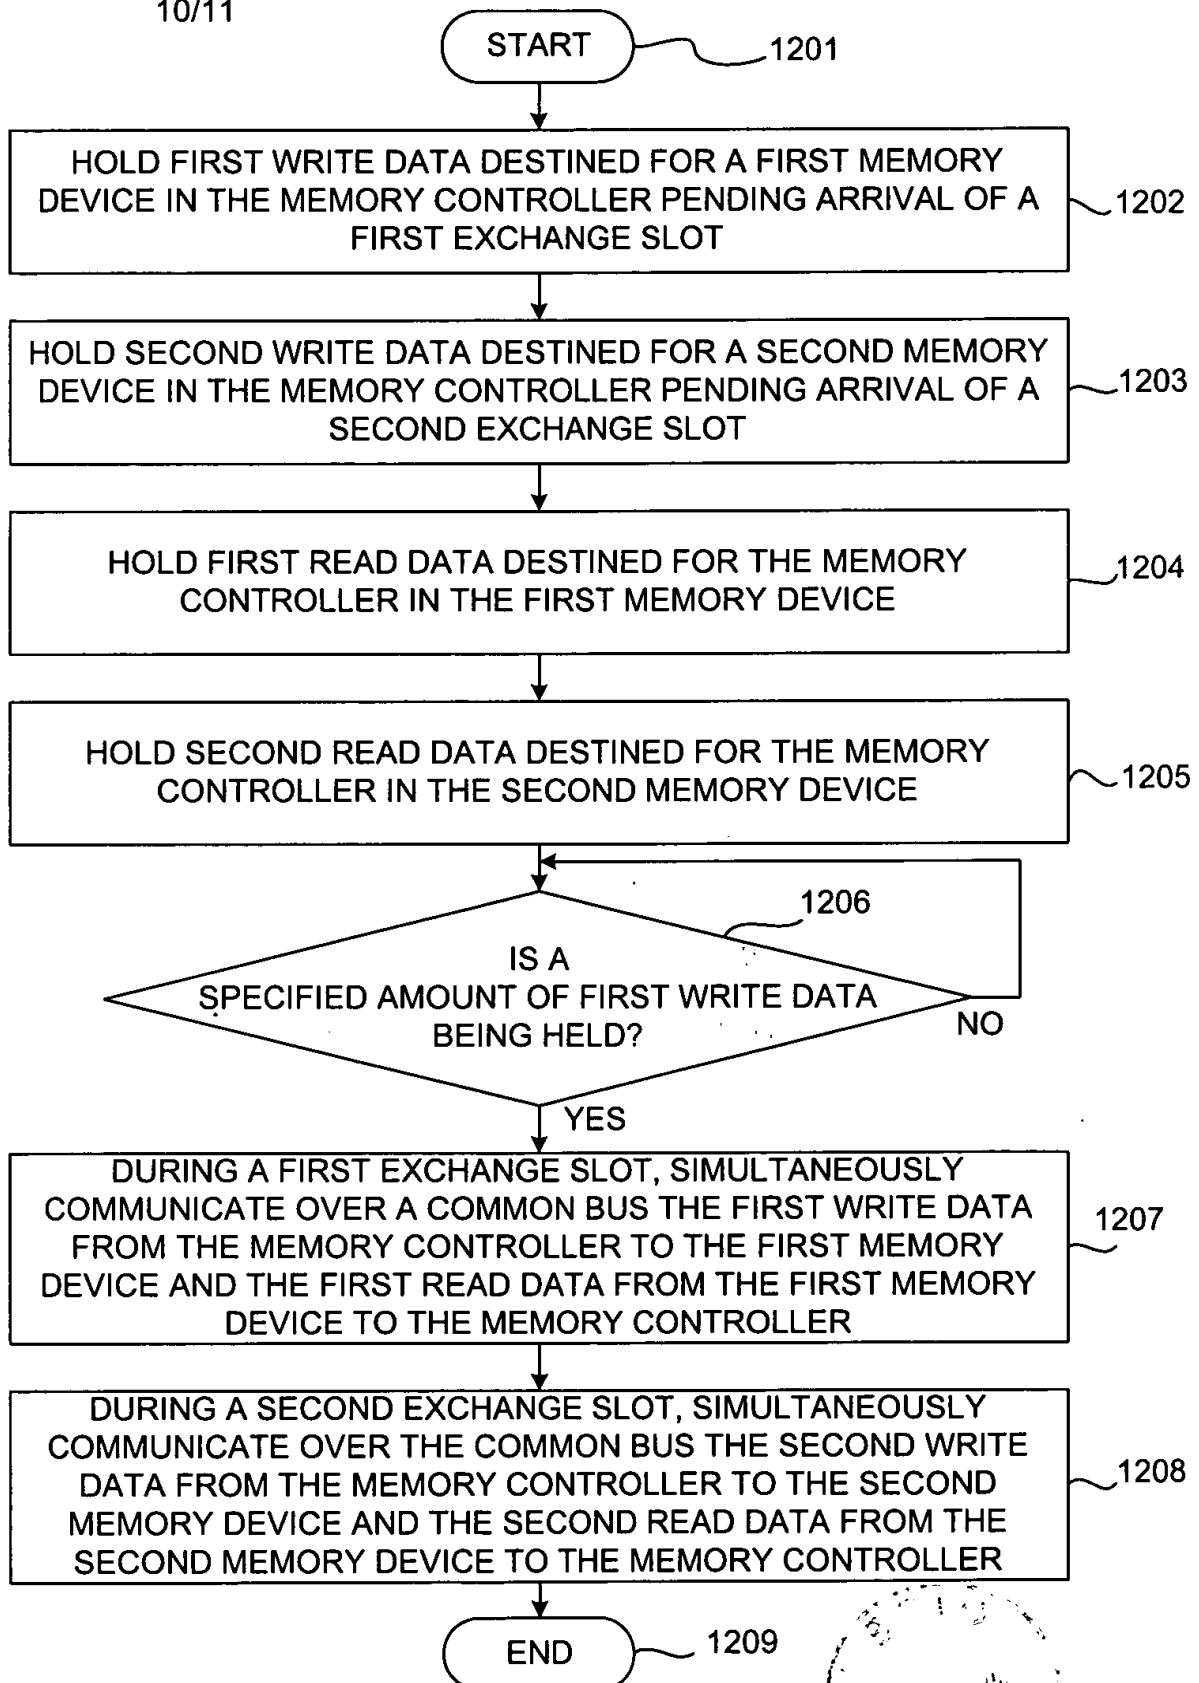 10/11
START
1201
HOLD FIRST WRITE DATA DESTINED FOR A FIRST MEMORY
DEVICE IN THE MEMORY CONTROLLER PENDING ARRIVAL OF A
FIRST EXCHANGE SLOT
1202
HOLD SECOND WRITE DATA DESTINED FOR A SECOND MEMORY
DEVICE IN THE MEMORY CONTROLLER PENDING ARRIVAL OF A
SECOND EXCHANGE SLOT
1203
HOLD FIRST READ DATA DESTINED FOR THE MEMORY
CONTROLLER IN THE FIRST MEMORY DEVICE
1204
HOLD SECOND READ DATA DESTINED FOR THE MEMORY
CONTROLLER IN THE SECOND MEMORY DEVICE
1205
1206
IS A
SPECIFIED AMOUNT OF FIRST WRITE DATA
BEING HELD?
NO
YES
DURING A FIRST EXCHANGE SLOT, SIMULTANEOUSLY
COMMUNICATE OVER A COMMON BUS THE FIRST WRITE DATA
FROM THE MEMORY CONTROLLER TO THE FIRST MEMORY
DEVICE AND THE FIRST READ DATA FROM THE FIRST MEMORY
DEVICE TO THE MEMORY CONTROLLER
1207
DURING A SECOND EXCHANGE SLOT, SIMULTANEOUSLY
COMMUNICATE OVER THE COMMON BUS THE SECOND WRITE
DATA FROM THE MEMORY CONTROLLER TO THE SECOND
MEMORY DEVICE AND THE SECOND READ DATA FROM THE
SECOND MEMORY DEVICE TO THE MEMORY CONTROLLER
1208
END
1209